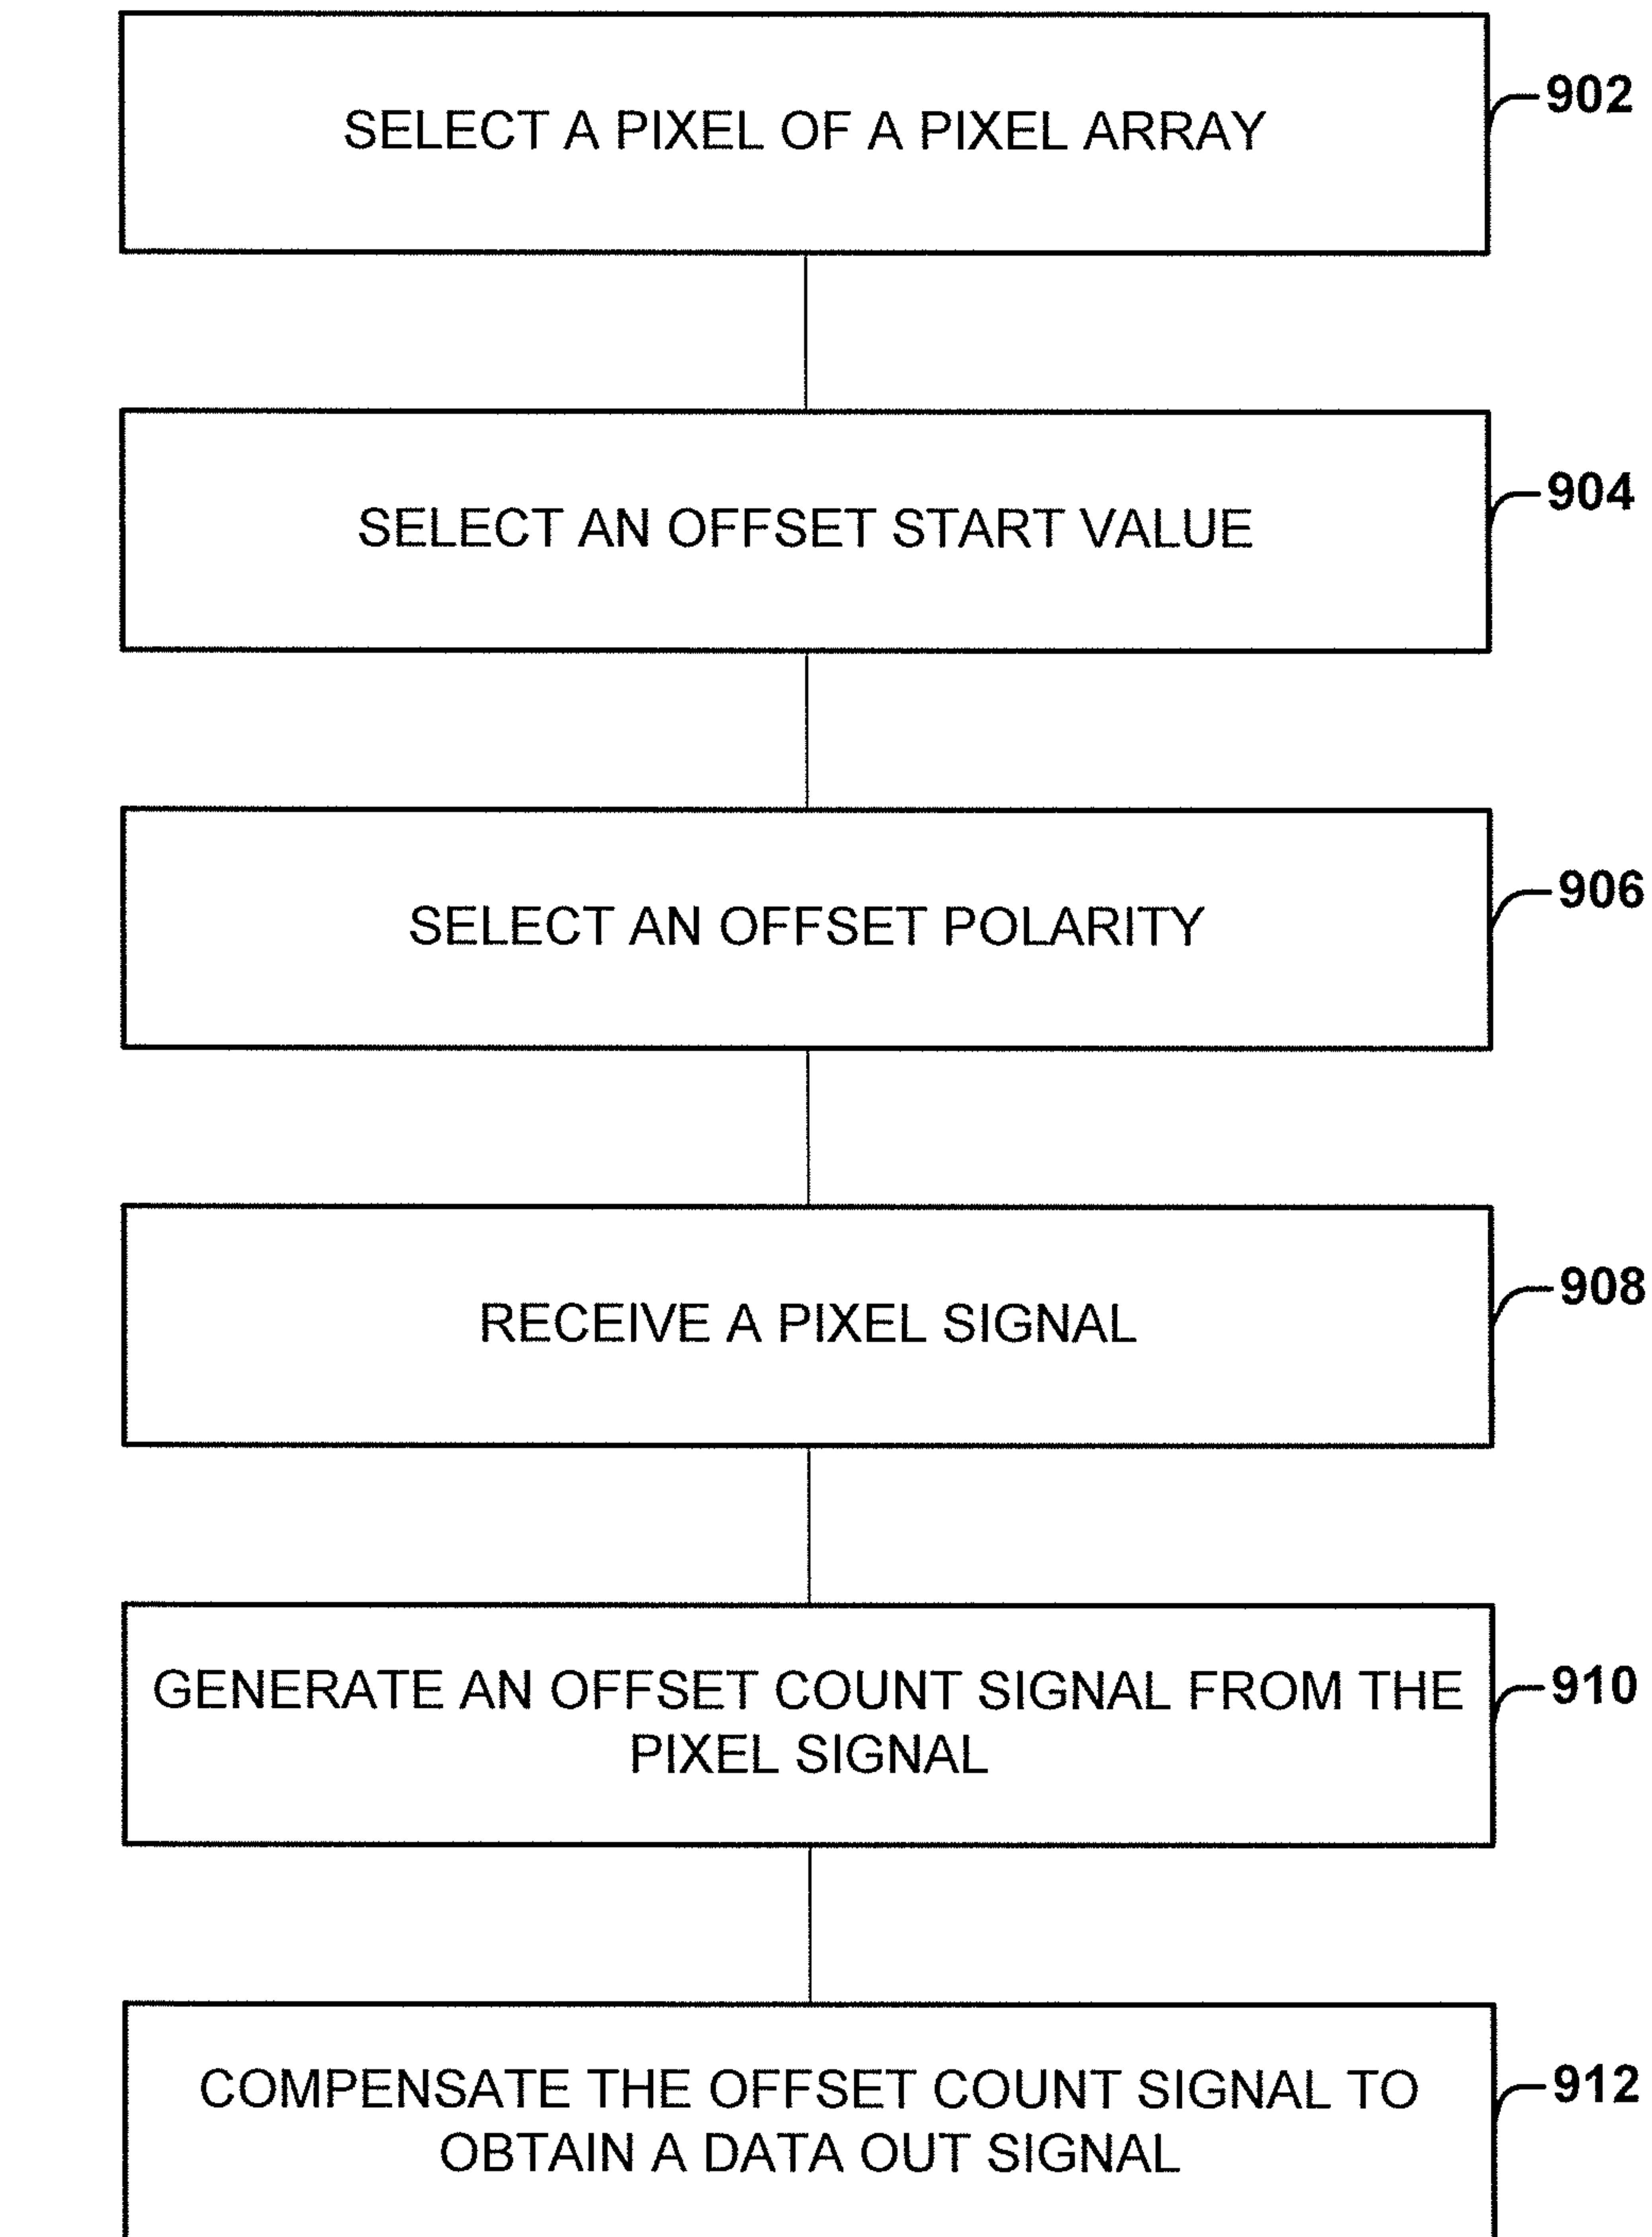 SELECT A PIXEL OF A PIXEL ARRAY
902
SELECT AN OFFSET START VALUE
904
SELECT AN OFFSET POLARITY
906
RECEIVE A PIXEL SIGNAL
908
GENERATE AN OFFSET COUNT SIGNAL FROM THE
PIXEL SIGNAL
910
COMPENSATE THE OFFSET COUNT SIGNAL TO
OBTAIN A DATA OUT SIGNAL
912